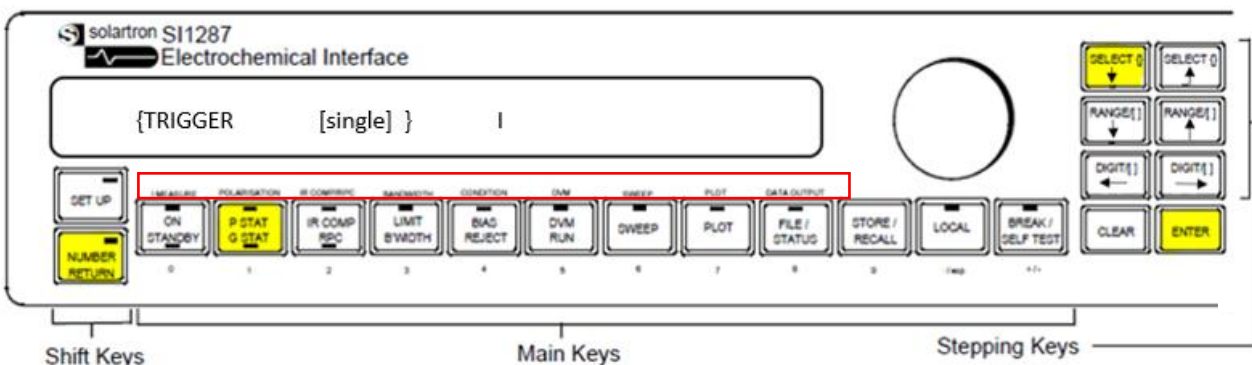 solartron SI1287
Electrochemical Interface
{TRIGGER [single] } I
SET UP
NUMBER
RETURN
I MEASURE POLARISATION IR COMP/RPC BANDWIDTH CONDITION DVM SWEEP PLOT DATA OUTPUT
ON
STANDBY
P STAT
G STAT
IR COMP
RPC
LIMIT
B'WIDTH
BIAS
REJECT
DVM
RUN
SWEEP
PLOT
FILE /
STATUS
STORE /
RECALL
LOCAL
BREAK /
SELF TEST
0 1 2 3 4 5 6 7 8 9 +/-
SELECT {}
SELECT {}
RANGE/[ ]
RANGE/[ ]
DIGIT/[ ]
DIGIT/[ ]
CLEAR
ENTER
Shift Keys
Main Keys
Stepping Keys